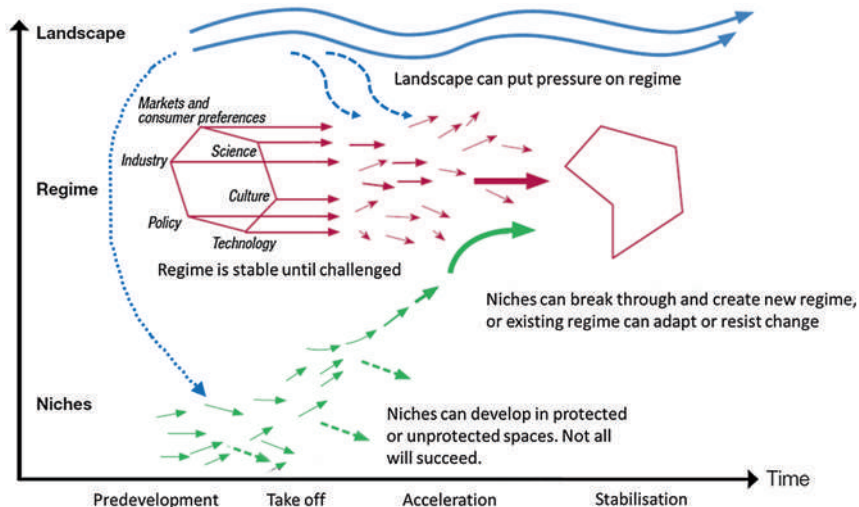 Landscape
Landscape can put pressure on regime
Markets and
consumer preferences
Science
Industry
Regime
Culture
Policy
Technology
Regime is stable until challenged
Niches can break through and create new regime,
or existing regime can adapt or resist change
Niches
Niches can develop in protected
or unprotected spaces. Not all
will succeed.
Time
Predevelopment
Take off
Acceleration
Stabilisation